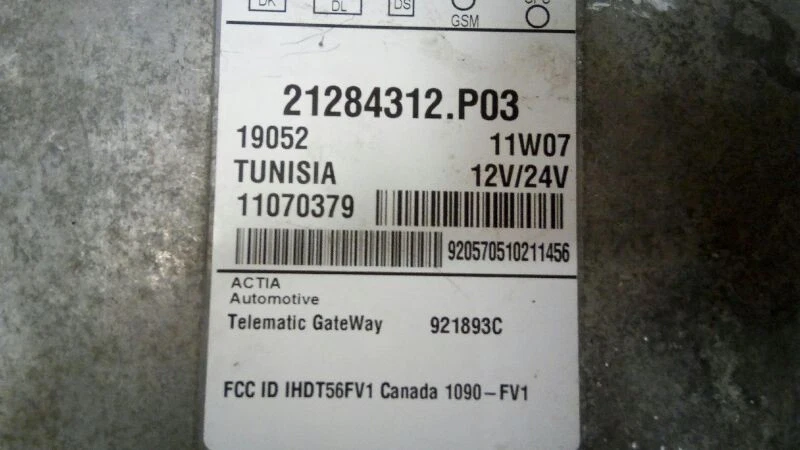 DK DL DS
GSM
21284312.P03
19052 11W07
TUNISIA 12V/24V
11070379
920570510211456
ACTIA
Automotive
Telematic GateWay 921893C
FCC ID IHDT56FV1 Canada 1090-FV1